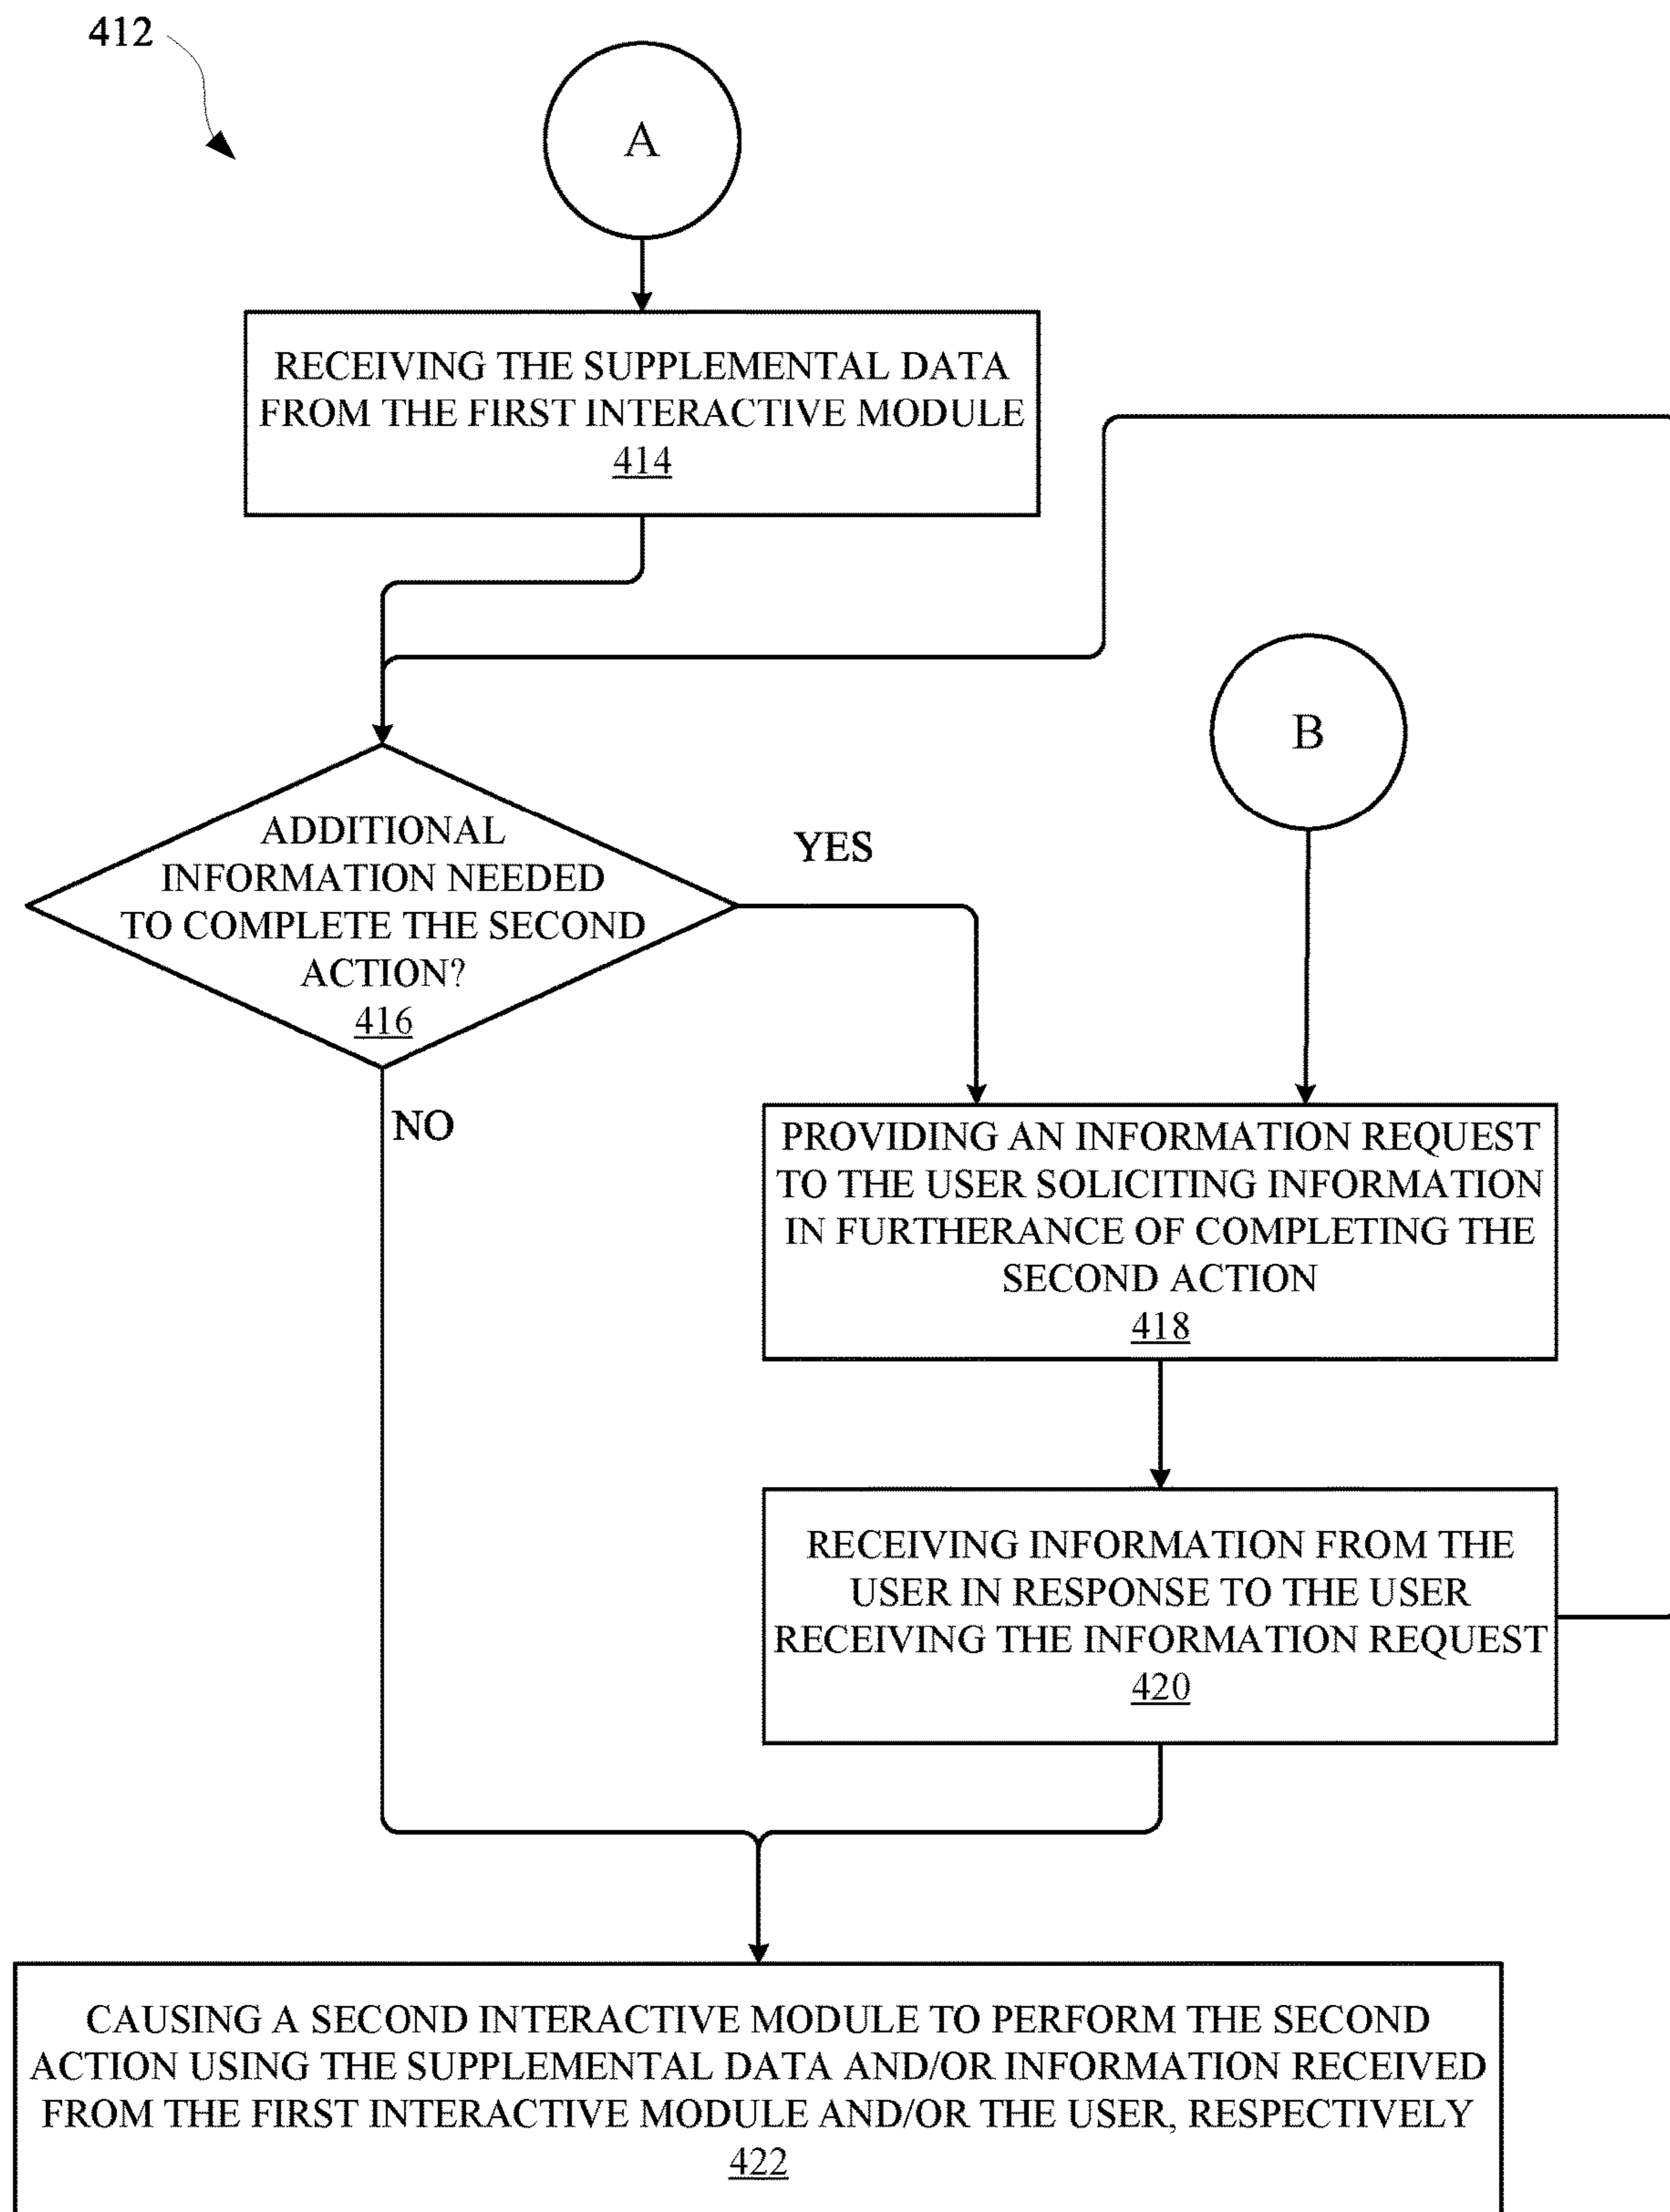 412
A
RECEIVING THE SUPPLEMENTAL DATA
FROM THE FIRST INTERACTIVE MODULE
414
B
ADDITIONAL
INFORMATION NEEDED
TO COMPLETE THE SECOND
ACTION?
416
YES
NO
PROVIDING AN INFORMATION REQUEST
TO THE USER SOLICITING INFORMATION
IN FURTHERANCE OF COMPLETING THE
SECOND ACTION
418
RECEIVING INFORMATION FROM THE
USER IN RESPONSE TO THE USER
RECEIVING THE INFORMATION REQUEST
420
CAUSING A SECOND INTERACTIVE MODULE TO PERFORM THE SECOND
ACTION USING THE SUPPLEMENTAL DATA AND/OR INFORMATION RECEIVED
FROM THE FIRST INTERACTIVE MODULE AND/OR THE USER, RESPECTIVELY
422